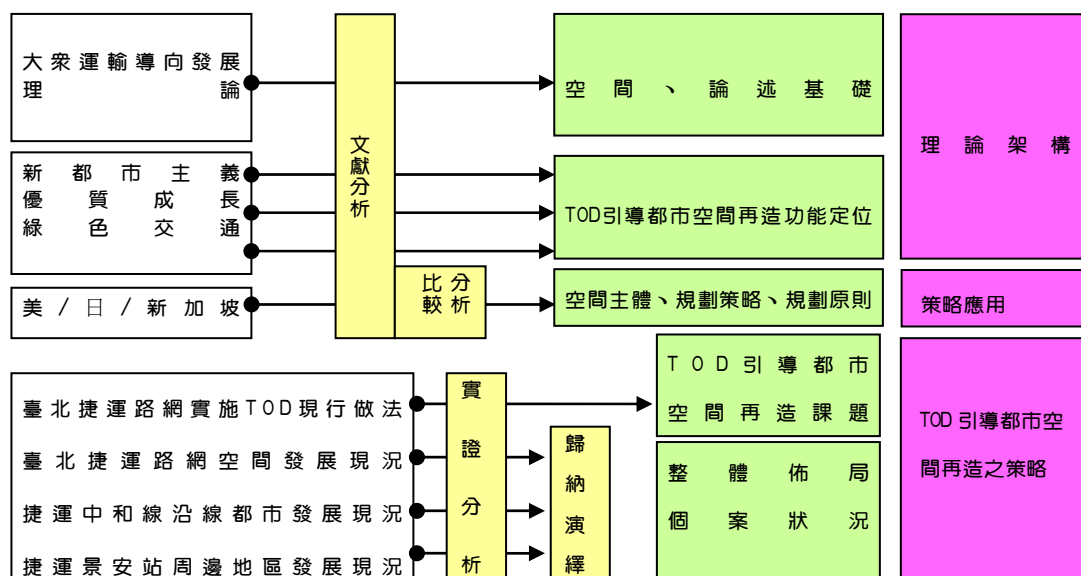 大眾運輸導向發展
理論
文獻分析
空間、論述基礎
理論架構
新都市主義
優質成長
綠色交通
TOD引導都市空間再造功能定位
美/日/新加坡
比較
分析
空間主體、規劃策略、規劃原則
策略應用
臺北捷運路網實施TOD現行做法
臺北捷運路網空間發展現況
捷運中和線沿線都市發展現況
捷運景安站周邊地區發展現況
實證分析
歸納演繹
TOD引導都市
空間再造課題
整體佈局
個案狀況
TOD引導都市空
間再造之策略